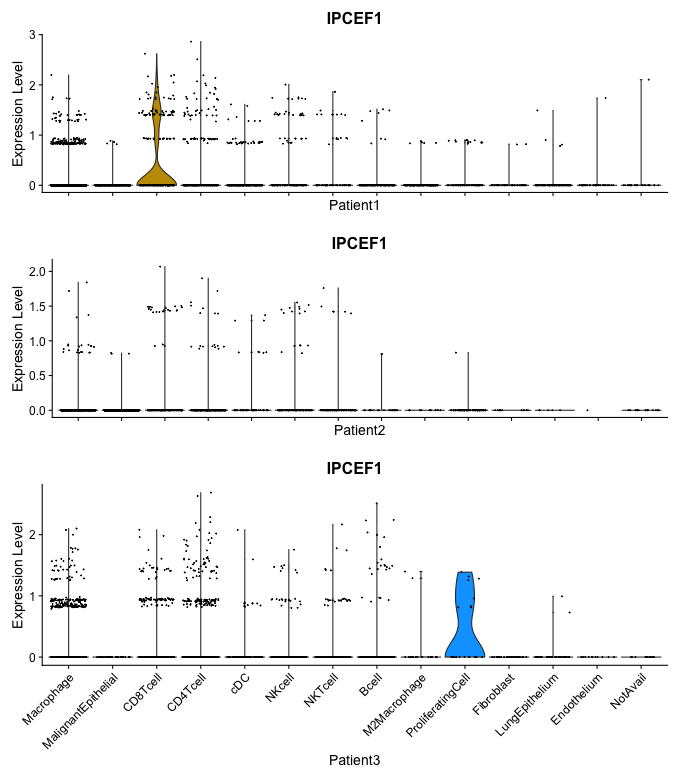 IPCEF1
Expression Level
3
2
1
0
Patient1
IPCEF1
Expression Level
2.0
1.5
1.0
0.5
0.0
Patient2
IPCEF1
Expression Level
2
1
0
Macrophage
MalignantEpithelial
CD8Tcell
CD4Tcell
cDC
NKcell
NKTcell
Bcell
M2Macrophage
ProliferatingCell
Fibroblast
LungEpithelium
Endothelium
NotAvail
Patient3